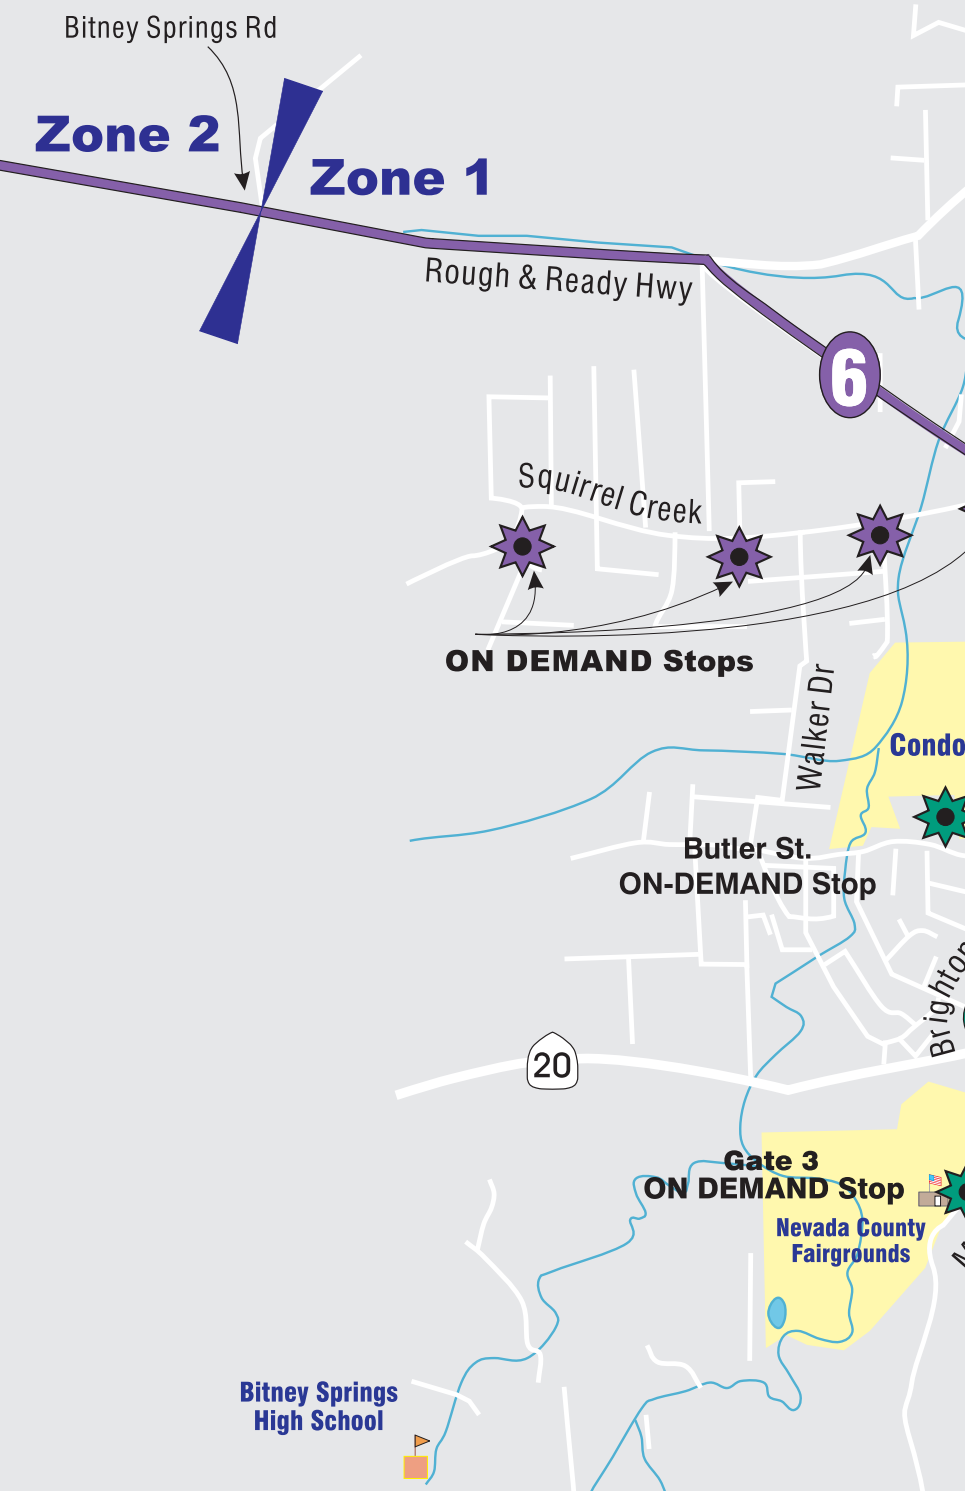 Bitney Springs Rd
Zone 2
Zone 1
Rough & Ready Hwy
6
Squirrel Creek
ON DEMAND Stops
Walker Dr
Condo
Butler St.
ON-DEMAND Stop
Brighton
20
Gate 3
ON DEMAND Stop
Nevada County
Fairgrounds
Bitney Springs
High School